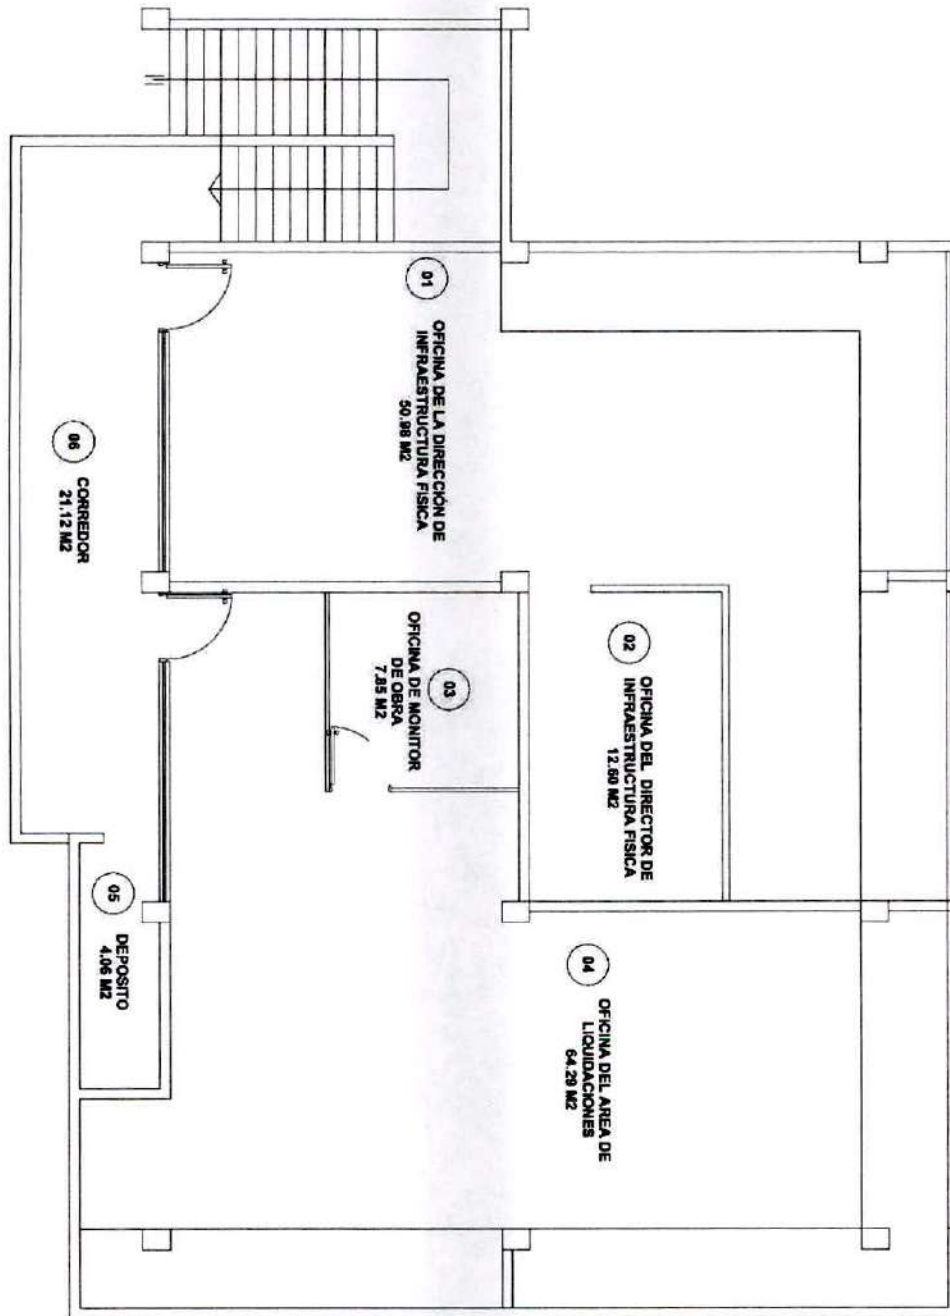 01
OFICINA DE LA DIRECCIÓN DE
INFRAESTRUCTURA FISICA
50.98 M2
02
OFICINA DEL DIRECTOR DE
INFRAESTRUCTURA FISICA
12.60 M2
03
OFICINA DE MONITOR
DE OBRA
7.85 M2
04
OFICINA DEL AREA DE
LIQUIDACIONES
64.29 M2
05
DEPOSITO
4.06 M2
06
CORREDOR
21.12 M2